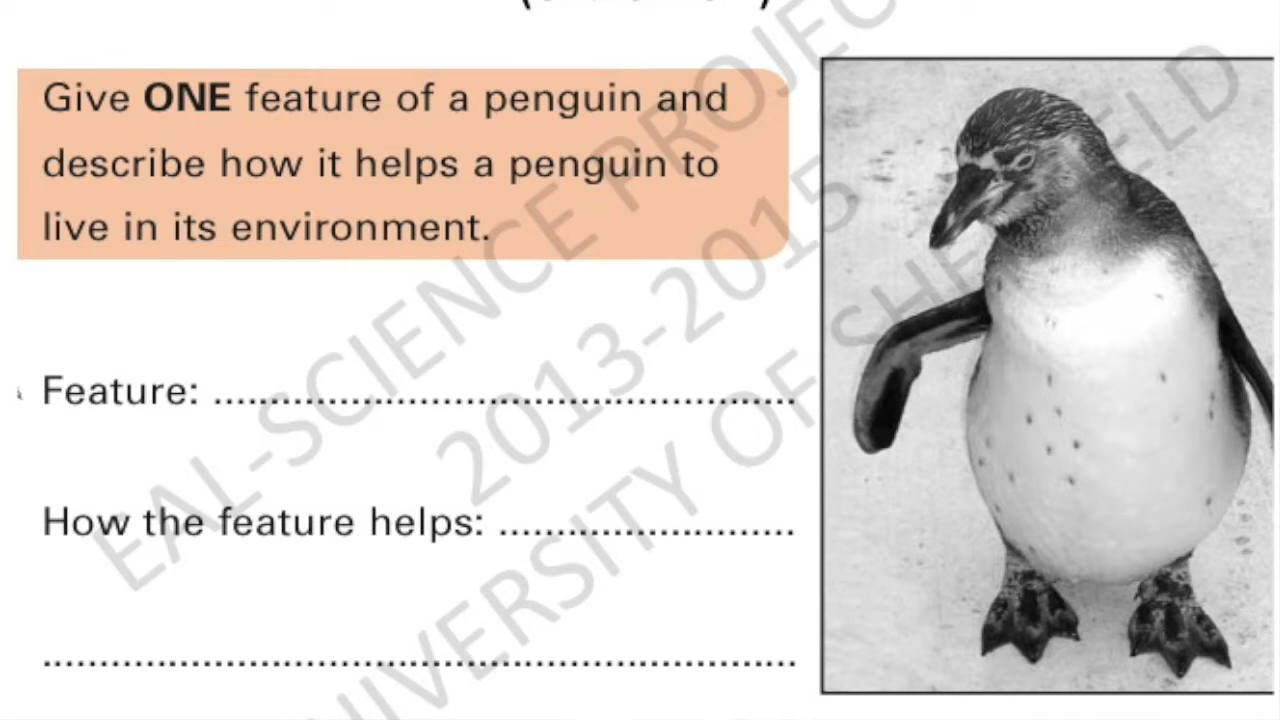 Give ONE feature of a penguin and
describe how it helps a penguin to
live in its environment.
Feature: ..................................................
How the feature helps: ..........................
..................................................................
EAL-SCIENCE PROJEC
2013-2015
UNIVERSITY OF SHEFFIELD